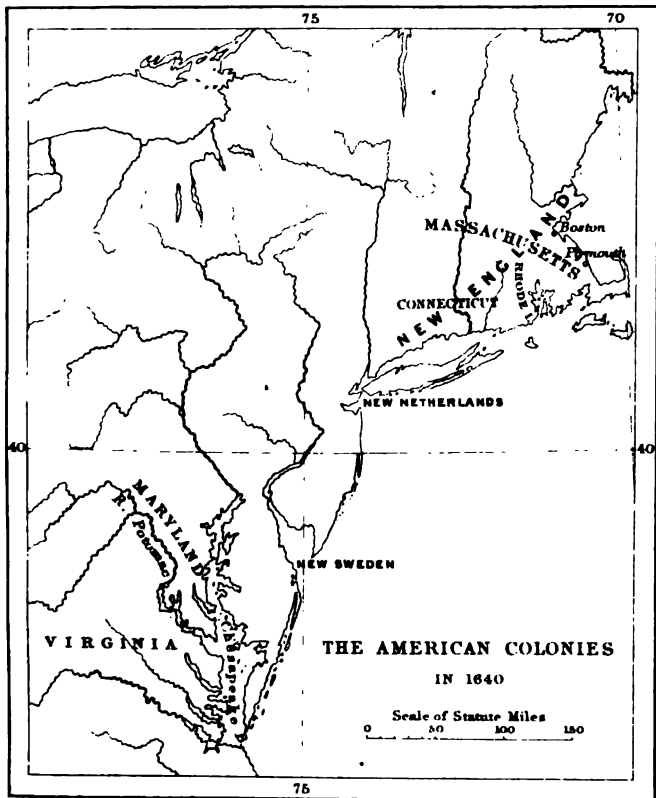 75 70
Boston
MASSACHUSETTS
Plymouth
NEW ENGLAND
RHODE I.
CONNECTICUT
NEW NETHERLANDS
40 40
MARYLAND
R. Potomac
NEW SWEDEN
VIRGINIA
Chesapeake
THE AMERICAN COLONIES
IN 1640
Scale of Statute Miles
0 50 100 150
75